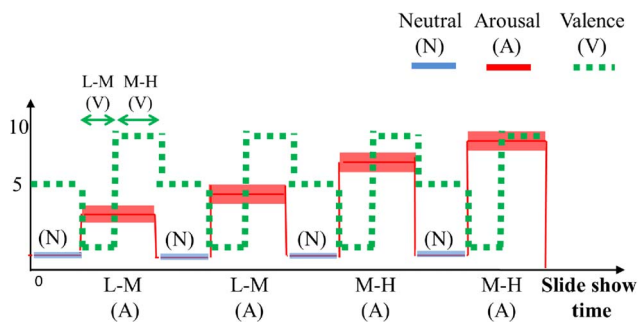 Neutral Arousal Valence
(N) (A) (V)
L-M M-H
(V) (V)
10
5
(N) (N) (N) (N)
0
L-M L-M M-H M-H Slide show
(A) (A) (A) (A) time